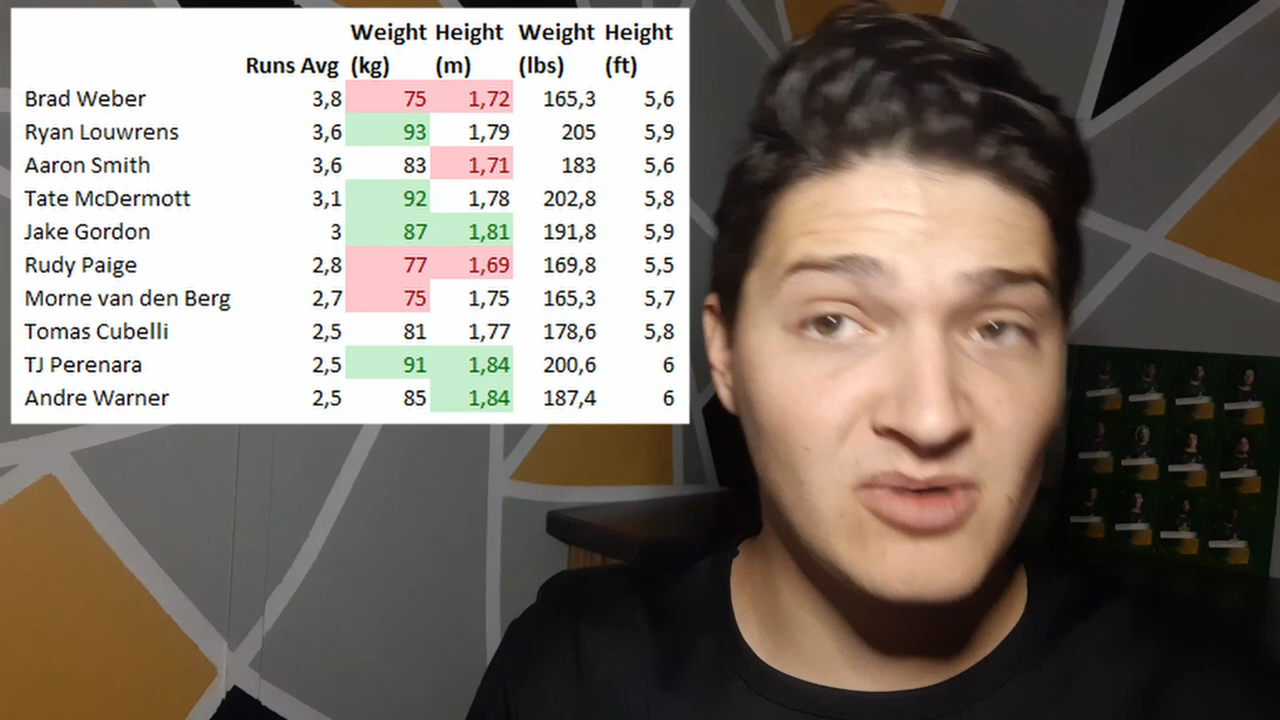 Weight Height Weight Height
Runs Avg (kg) (m) (lbs) (ft)
Brad Weber 3,8 75 1,72 165,3 5,6
Ryan Louwrens 3,6 93 1,79 205 5,9
Aaron Smith 3,6 83 1,71 183 5,6
Tate McDermott 3,1 92 1,78 202,8 5,8
Jake Gordon 3 87 1,81 191,8 5,9
Rudy Paige 2,8 77 1,69 169,8 5,5
Morne van den Berg 2,7 75 1,75 165,3 5,7
Tomas Cubelli 2,5 81 1,77 178,6 5,8
TJ Perenara 2,5 91 1,84 200,6 6
Andre Warner 2,5 85 1,84 187,4 6